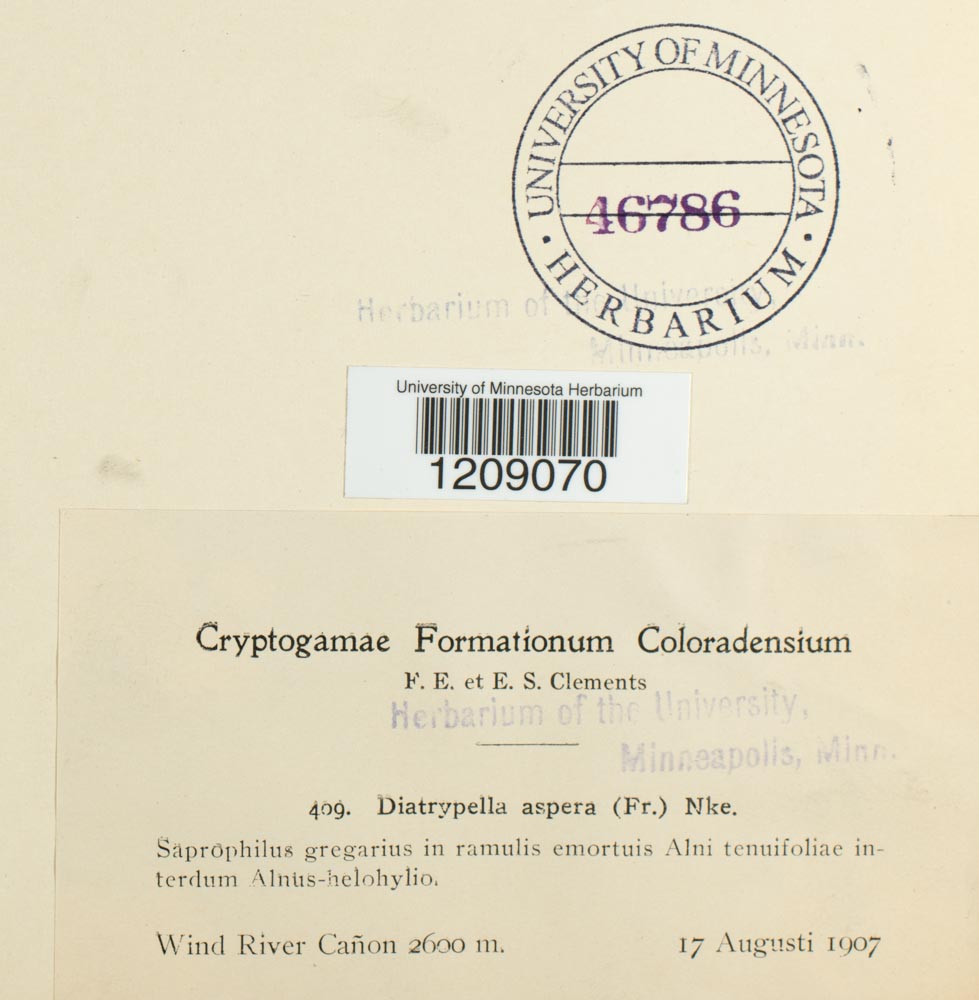 UNIVERSITY OF MINNESOTA
46786
· HERBARIUM ·
Herbarium of the University,
Minneapolis, Minn.
University of Minnesota Herbarium
1209070
Cryptogamae Formationum Coloradensium
F. E. et E. S. Clements
Herbarium of the University,
Minneapolis, Minn.
409. Diatrypella aspera (Fr.) Nke.
Saprophilus gregarius in ramulis emortuis Alni tenuifoliae in-
terdum Alnus-helohylio.
Wind River Cañon 2600 m. 17 Augusti 1907